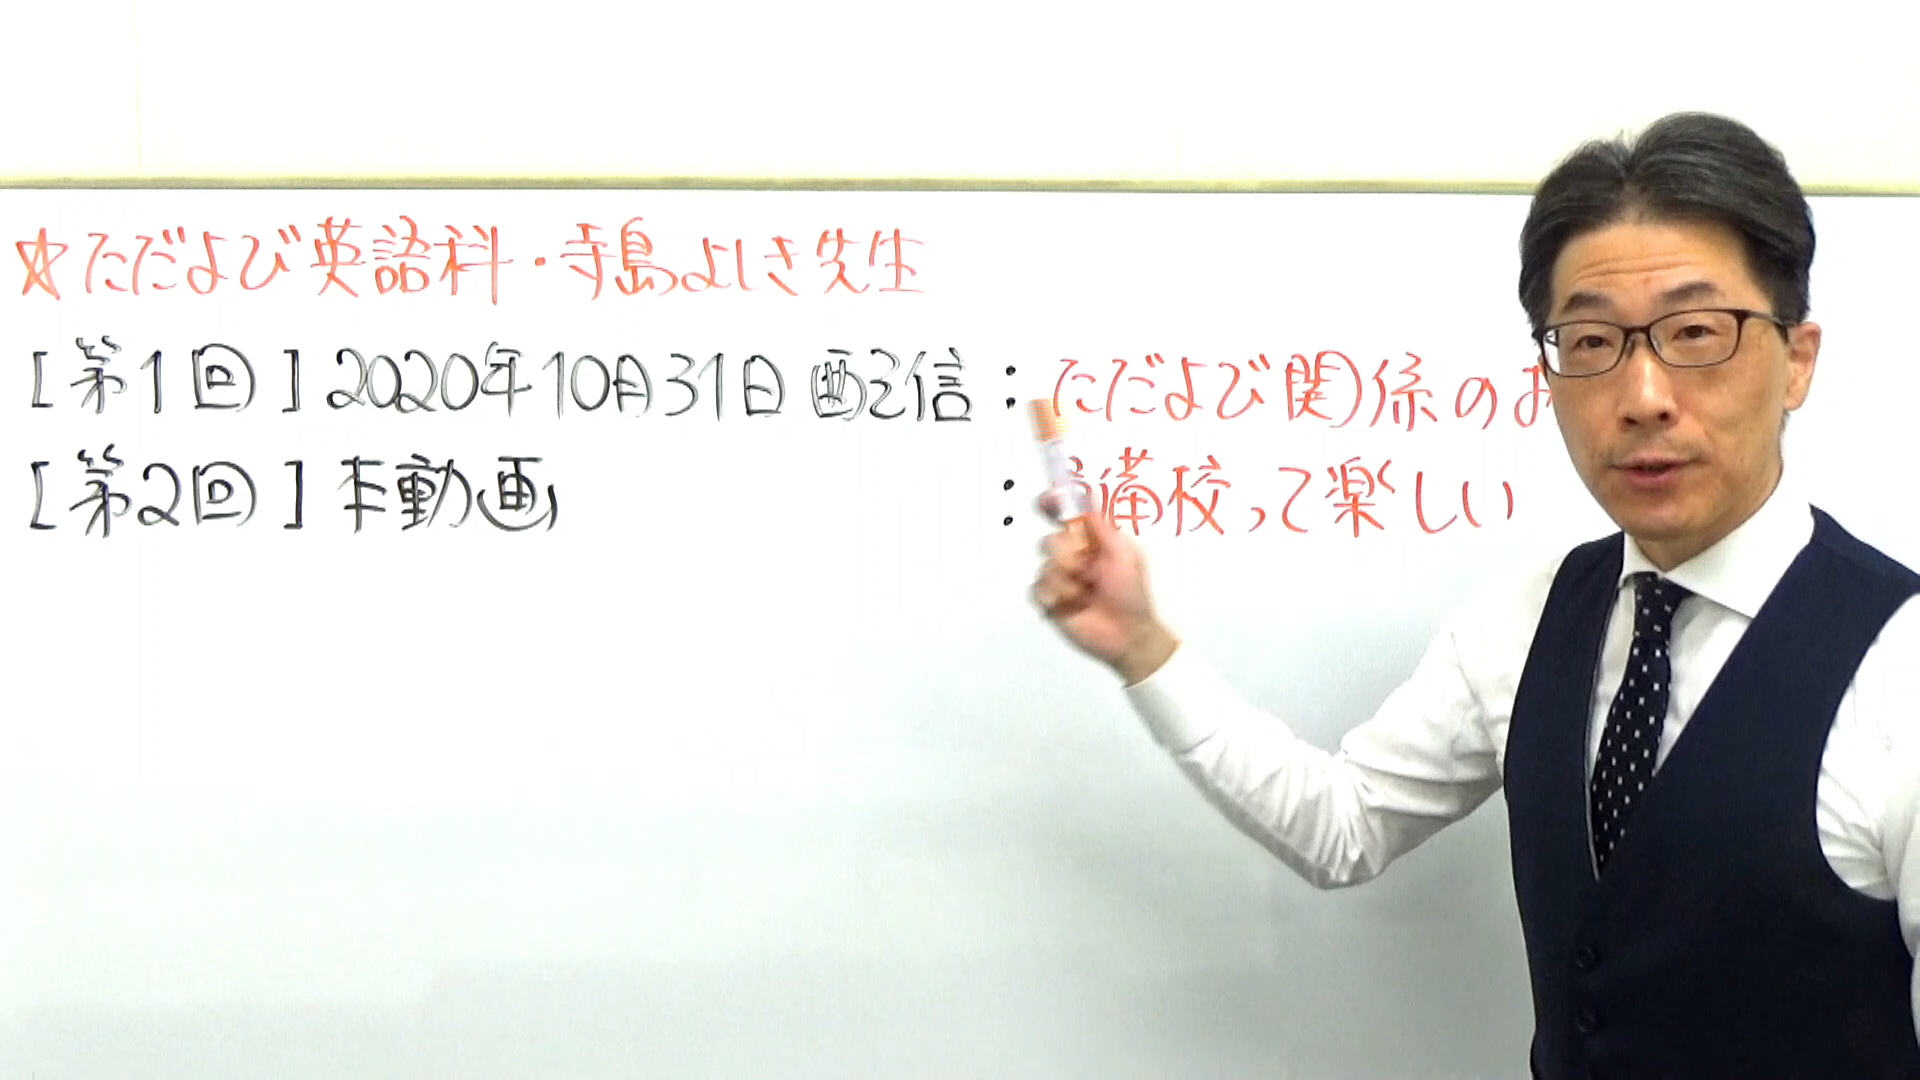 ☆ただよび英語科・寺島よしき先生
[第1回]2020年10月31日配信:ただよび関係のお
[第2回]本動画:備校って楽しい